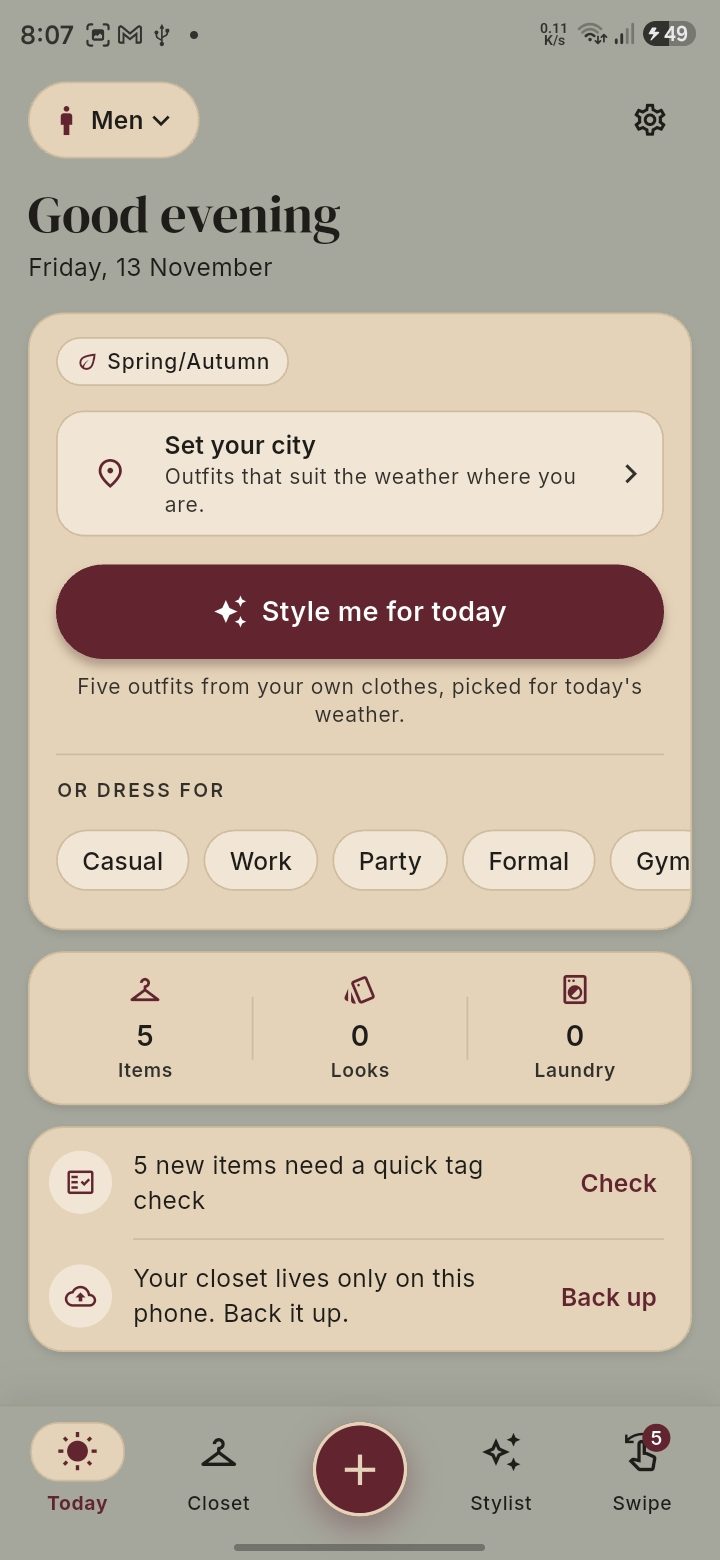 8:07
0.11
K/s
49
Men
Good evening
Friday, 13 November
Spring/Autumn
Set your city
Outfits that suit the weather where you
are.
Style me for today
Five outfits from your own clothes, picked for today's
weather.
OR DRESS FOR
Casual
Work
Party
Formal
Gym
5
Items
0
Looks
0
Laundry
5 new items need a quick tag
check
Check
Your closet lives only on this
phone. Back it up.
Back up
Today
Closet
Stylist
5
Swipe